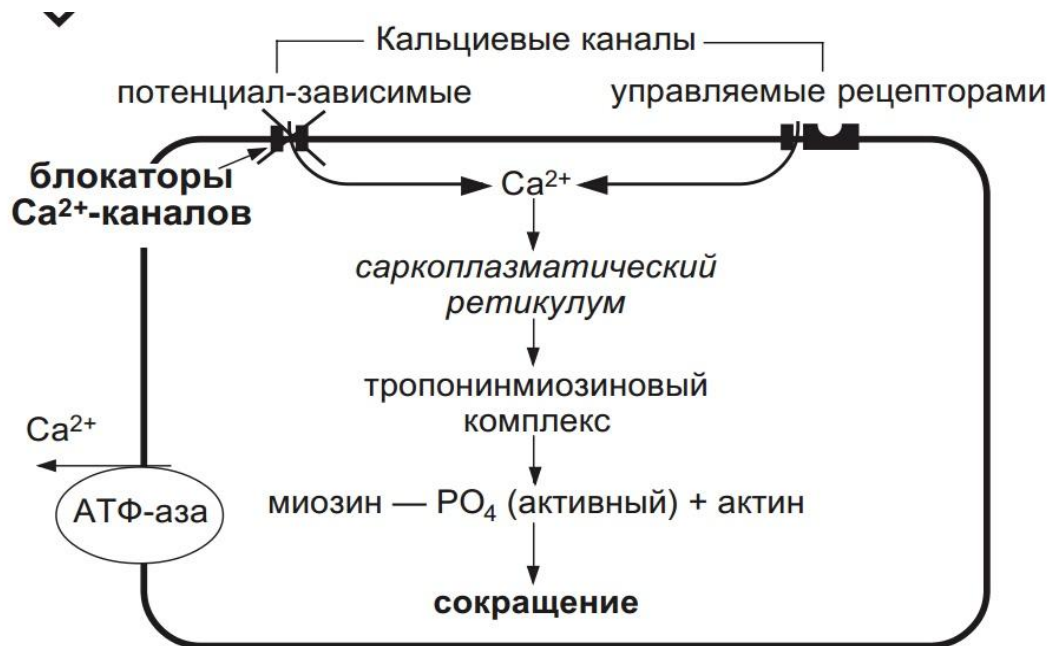 Кальциевые каналы
потенциал-зависимые
управляемые рецепторами
блокаторы
Ca²⁺-каналов
Ca²⁺
саркоплазматический
ретикулум
тропонинмиозиновый
комплекс
Ca²⁺
АТФ-аза
миозин — PO₄ (активный) + актин
сокращение